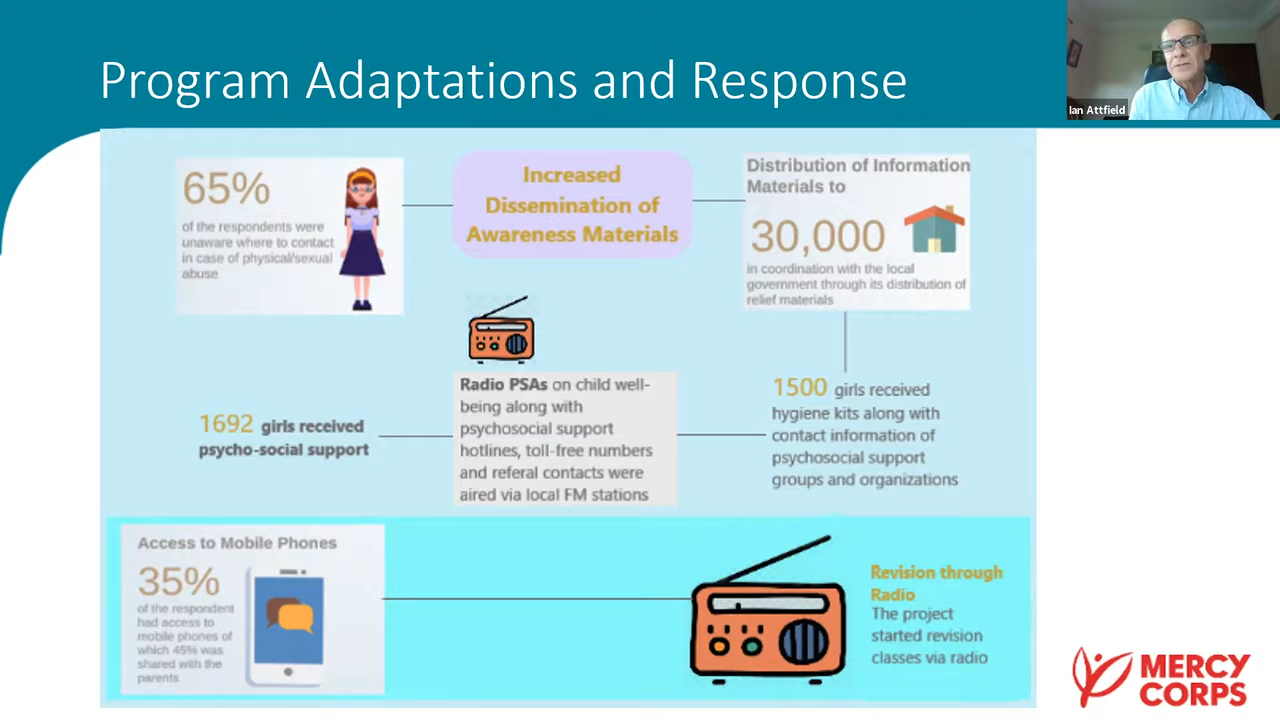 Program Adaptations and Response
Ian Attfield
65%
of the respondents were
unaware where to contact
in case of physical/sexual
abuse
Increased
Dissemination of
Awareness Materials
Distribution of Information
Materials to
30,000
in coordination with the local
government through its distribution of
relief materials
1692 girls received
psycho-social support
Radio PSAs on child well-
being along with
psychosocial support
hotlines, toll-free numbers
and referal contacts were
aired via local FM stations
1500 girls received
hygiene kits along with
contact information of
psychosocial support
groups and organizations
Access to Mobile Phones
35%
of the respondent
had access to
mobile phones of
which 45% was
shared with the
parents
Revision through
Radio
The project
started revision
classes via radio
MERCY
CORPS